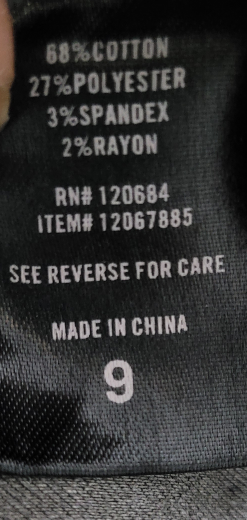 68%COTTON
27%POLYESTER
3%SPANDEX
2%RAYON
RN# 120684
ITEM# 12067885
SEE REVERSE FOR CARE
MADE IN CHINA
9